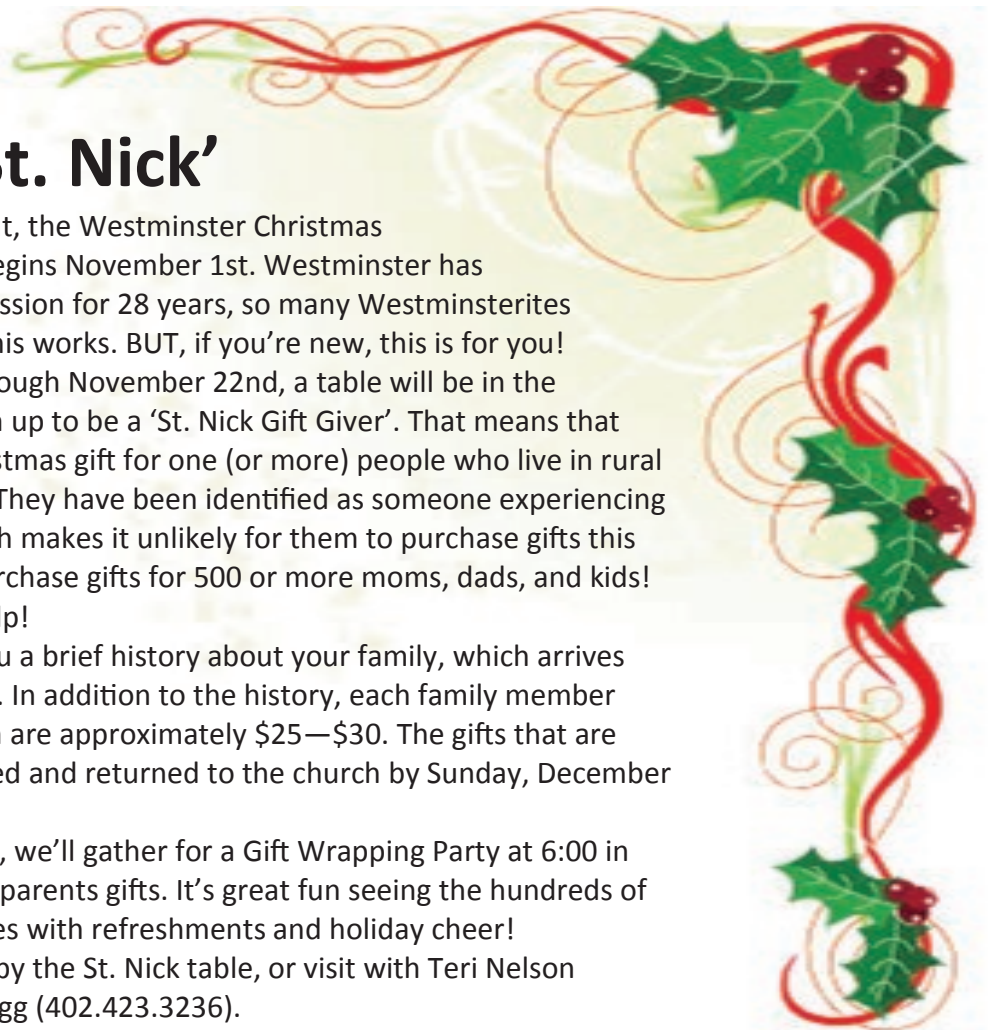 St. Nick’
t, the Westminster Christmas
egins November 1st. Westminster has
ssion for 28 years, so many Westminsterites
his works. BUT, if you’re new, this is for you!
ough November 22nd, a table will be in the
n up to be a ‘St. Nick Gift Giver’. That means that
stmas gift for one (or more) people who live in rural
They have been identified as someone experiencing
h makes it unlikely for them to purchase gifts this
rchase gifts for 500 or more moms, dads, and kids!
lp!
u a brief history about your family, which arrives
. In addition to the history, each family member
n are approximately $25—$30. The gifts that are
ed and returned to the church by Sunday, December
, we’ll gather for a Gift Wrapping Party at 6:00 in
parents gifts. It’s great fun seeing the hundreds of
es with refreshments and holiday cheer!
by the St. Nick table, or visit with Teri Nelson
gg (402.423.3236).